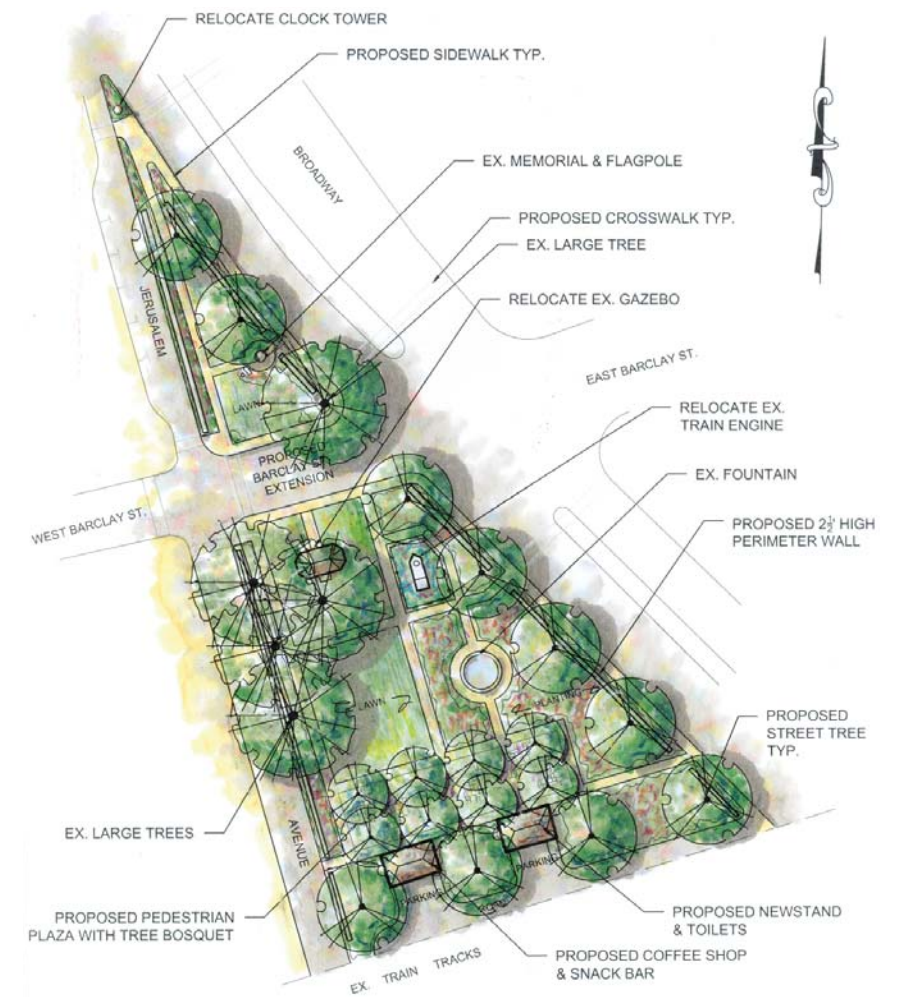 RELOCATE CLOCK TOWER
PROPOSED SIDEWALK TYP.
BROADWAY
EX. MEMORIAL & FLAGPOLE
PROPOSED CROSSWALK TYP.
EX. LARGE TREE
RELOCATE EX. GAZEBO
JERUSALEM
EAST BARCLAY ST.
LAWN
RELOCATE EX.
TRAIN ENGINE
PROPOSED
BARCLAY ST.
EXTENSION
EX. FOUNTAIN
WEST BARCLAY ST.
PROPOSED 2½' HIGH
PERIMETER WALL
LAWN
PLANTING
PROPOSED
STREET TREE
TYP.
EX. LARGE TREES
AVENUE
PARKING
PARKING
PROPOSED PEDESTRIAN
PLAZA WITH TREE BOSQUET
PROPOSED NEWSTAND
& TOILETS
PROPOSED COFFEE SHOP
& SNACK BAR
EX. TRAIN TRACKS